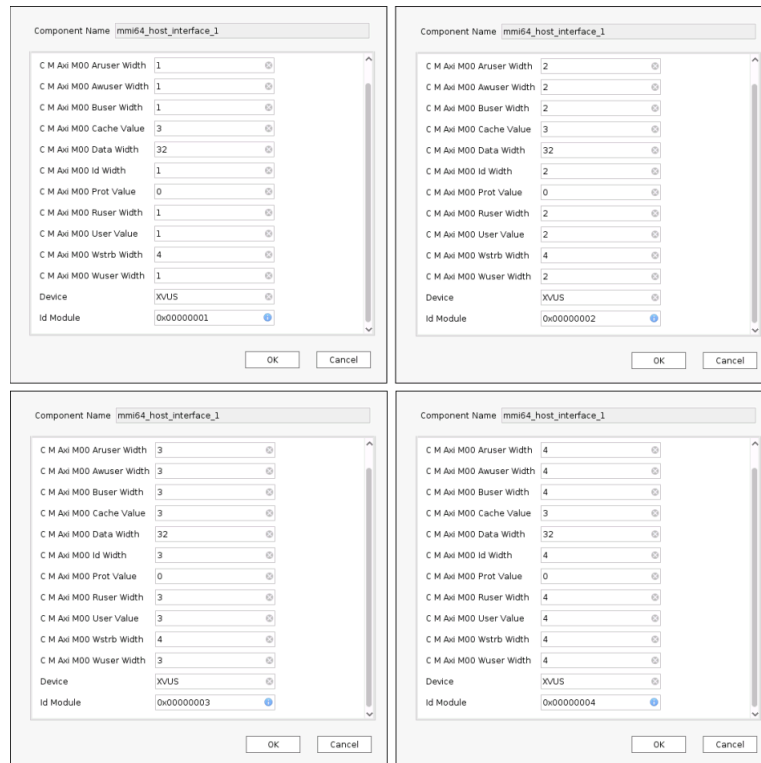 Component Name mmi64_host_interface_1
C M Axi M00 Aruser Width 1
C M Axi M00 Awuser Width 1
C M Axi M00 Buser Width 1
C M Axi M00 Cache Value 3
C M Axi M00 Data Width 32
C M Axi M00 Id Width 1
C M Axi M00 Prot Value 0
C M Axi M00 Ruser Width 1
C M Axi M00 User Value 1
C M Axi M00 Wstrb Width 4
C M Axi M00 Wuser Width 1
Device XVUS
Id Module 0x00000001
OK Cancel
Component Name mmi64_host_interface_1
C M Axi M00 Aruser Width 2
C M Axi M00 Awuser Width 2
C M Axi M00 Buser Width 2
C M Axi M00 Cache Value 3
C M Axi M00 Data Width 32
C M Axi M00 Id Width 2
C M Axi M00 Prot Value 0
C M Axi M00 Ruser Width 2
C M Axi M00 User Value 2
C M Axi M00 Wstrb Width 4
C M Axi M00 Wuser Width 2
Device XVUS
Id Module 0x00000002
OK Cancel
Component Name mmi64_host_interface_1
C M Axi M00 Aruser Width 3
C M Axi M00 Awuser Width 3
C M Axi M00 Buser Width 3
C M Axi M00 Cache Value 3
C M Axi M00 Data Width 32
C M Axi M00 Id Width 3
C M Axi M00 Prot Value 0
C M Axi M00 Ruser Width 3
C M Axi M00 User Value 3
C M Axi M00 Wstrb Width 4
C M Axi M00 Wuser Width 3
Device XVUS
Id Module 0x00000003
OK Cancel
Component Name mmi64_host_interface_1
C M Axi M00 Aruser Width 4
C M Axi M00 Awuser Width 4
C M Axi M00 Buser Width 4
C M Axi M00 Cache Value 3
C M Axi M00 Data Width 32
C M Axi M00 Id Width 4
C M Axi M00 Prot Value 0
C M Axi M00 Ruser Width 4
C M Axi M00 User Value 4
C M Axi M00 Wstrb Width 4
C M Axi M00 Wuser Width 4
Device XVUS
Id Module 0x00000004
OK Cancel